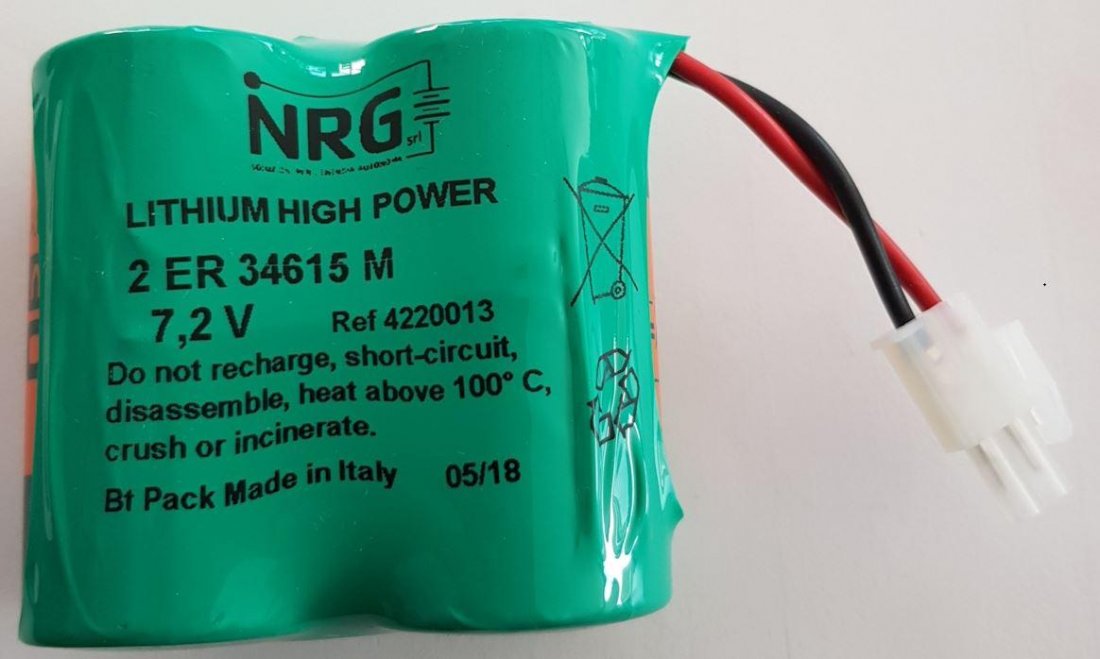 NRG
srl
LITHIUM HIGH POWER
2 ER 34615 M
7,2 V
Ref 4220013
Do not recharge, short-circuit,
disassemble, heat above 100° C,
crush or incinerate.
Bt Pack Made in Italy
05/18